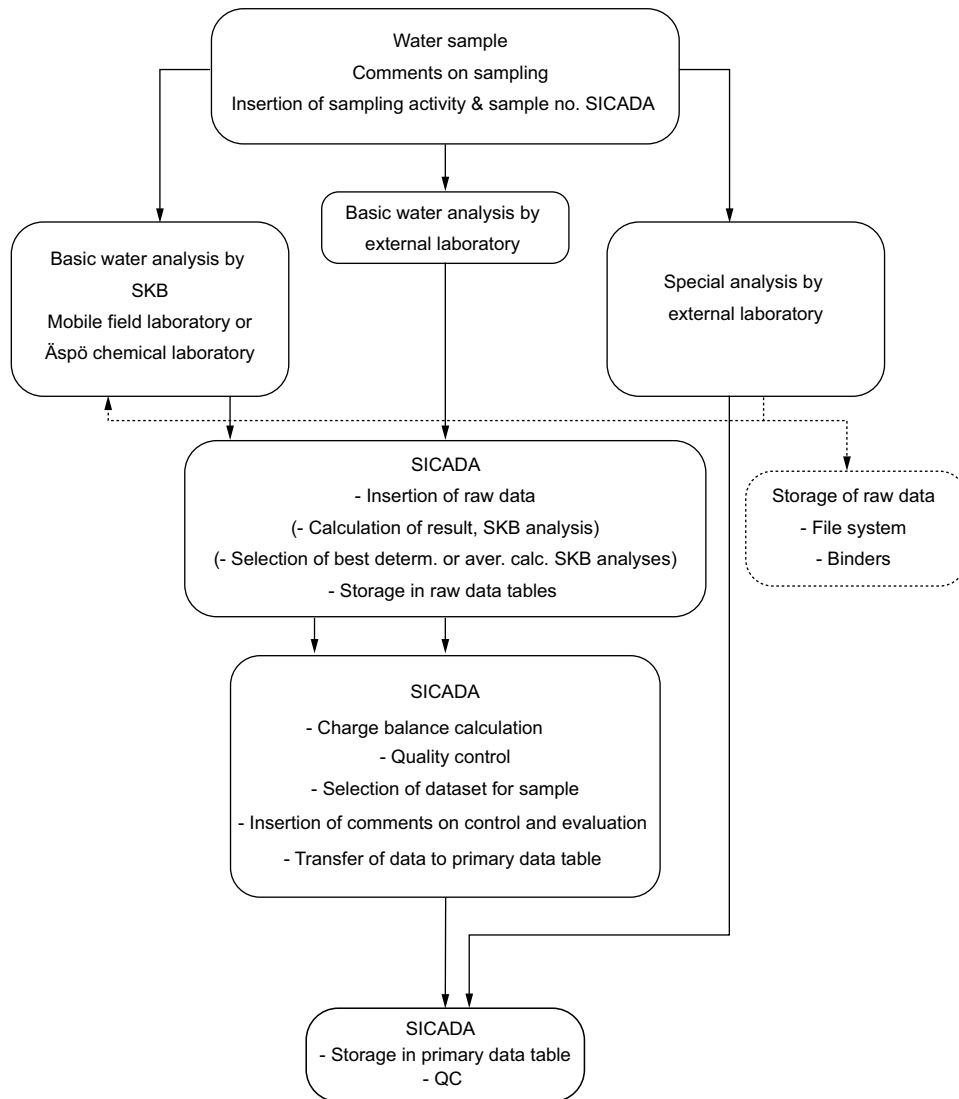 Water sample
Comments on sampling
Insertion of sampling activity & sample no. SICADA
Basic water analysis by
SKB
Mobile field laboratory or
Äspö chemical laboratory
Basic water analysis by
external laboratory
Special analysis by
external laboratory
SICADA
- Insertion of raw data
(- Calculation of result, SKB analysis)
(- Selection of best determ. or aver. calc. SKB analyses)
- Storage in raw data tables
Storage of raw data
- File system
- Binders
SICADA
- Charge balance calculation
- Quality control
- Selection of dataset for sample
- Insertion of comments on control and evaluation
- Transfer of data to primary data table
SICADA
- Storage in primary data table
- QC